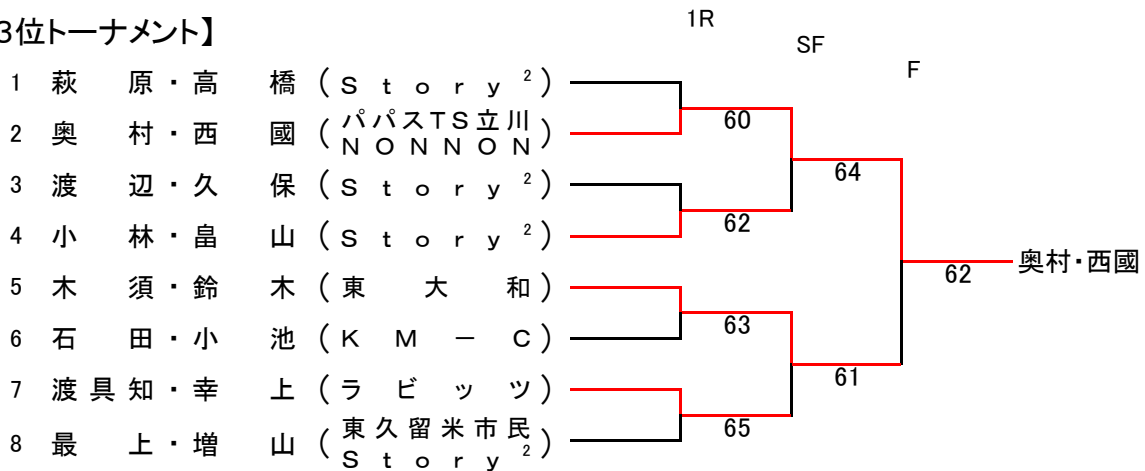 3位トーナメント】
1R
SF
F
1 萩原・高橋(Story²)
2 奥村・西國(パパスTS立川 NONNON)
60
3 渡辺・久保(Story²)
64
4 小林・畠山(Story²)
62
奥村・西國
62
5 木須・鈴木(東大和)
6 石田・小池(KM－C)
63
7 渡具知・幸上(ラビッツ)
61
8 最上・増山(東久留米市民 Story²)
65